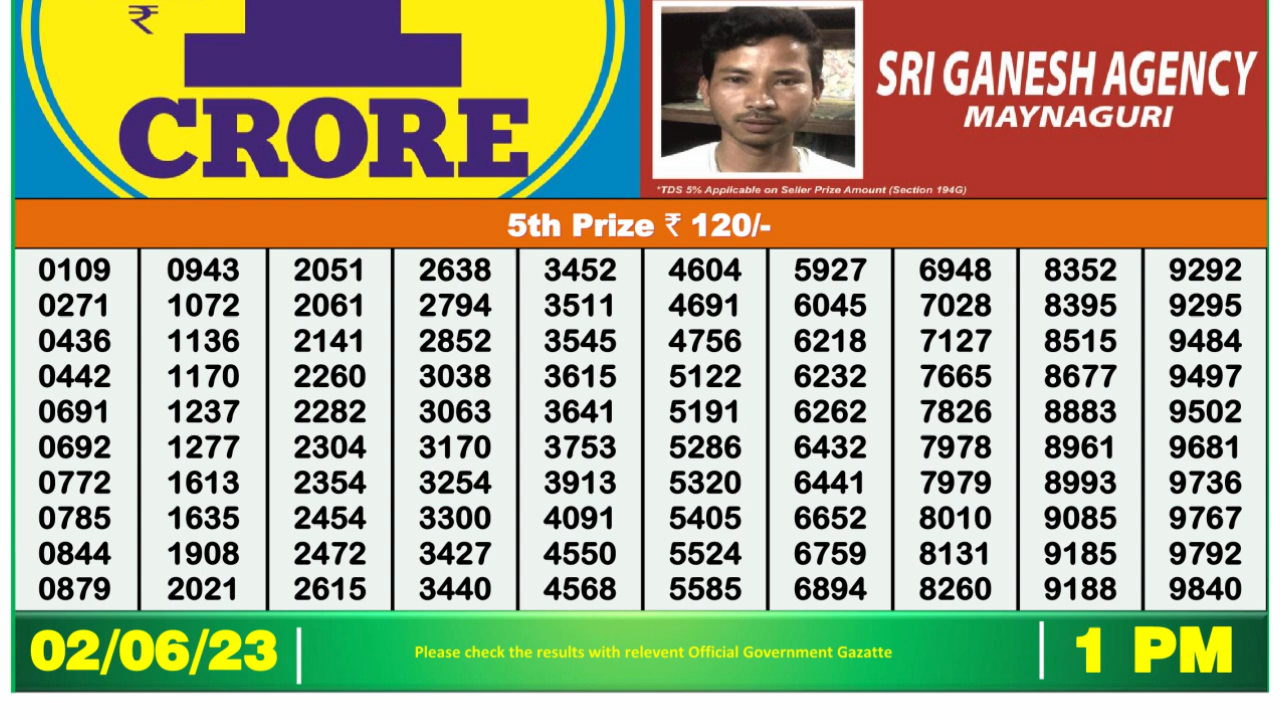 ₹
1
CRORE
SRI GANESH AGENCY
MAYNAGURI
*TDS 5% Applicable on Seller Prize Amount (Section 194G)
5th Prize ₹ 120/-
0109 0943 2051 2638 3452 4604 5927 6948 8352 9292
0271 1072 2061 2794 3511 4691 6045 7028 8395 9295
0436 1136 2141 2852 3545 4756 6218 7127 8515 9484
0442 1170 2260 3038 3615 5122 6232 7665 8677 9497
0691 1237 2282 3063 3641 5191 6262 7826 8883 9502
0692 1277 2304 3170 3753 5286 6432 7978 8961 9681
0772 1613 2354 3254 3913 5320 6441 7979 8993 9736
0785 1635 2454 3300 4091 5405 6652 8010 9085 9767
0844 1908 2472 3427 4550 5524 6759 8131 9185 9792
0879 2021 2615 3440 4568 5585 6894 8260 9188 9840
02/06/23
Please check the results with relevent Official Government Gazatte
1 PM